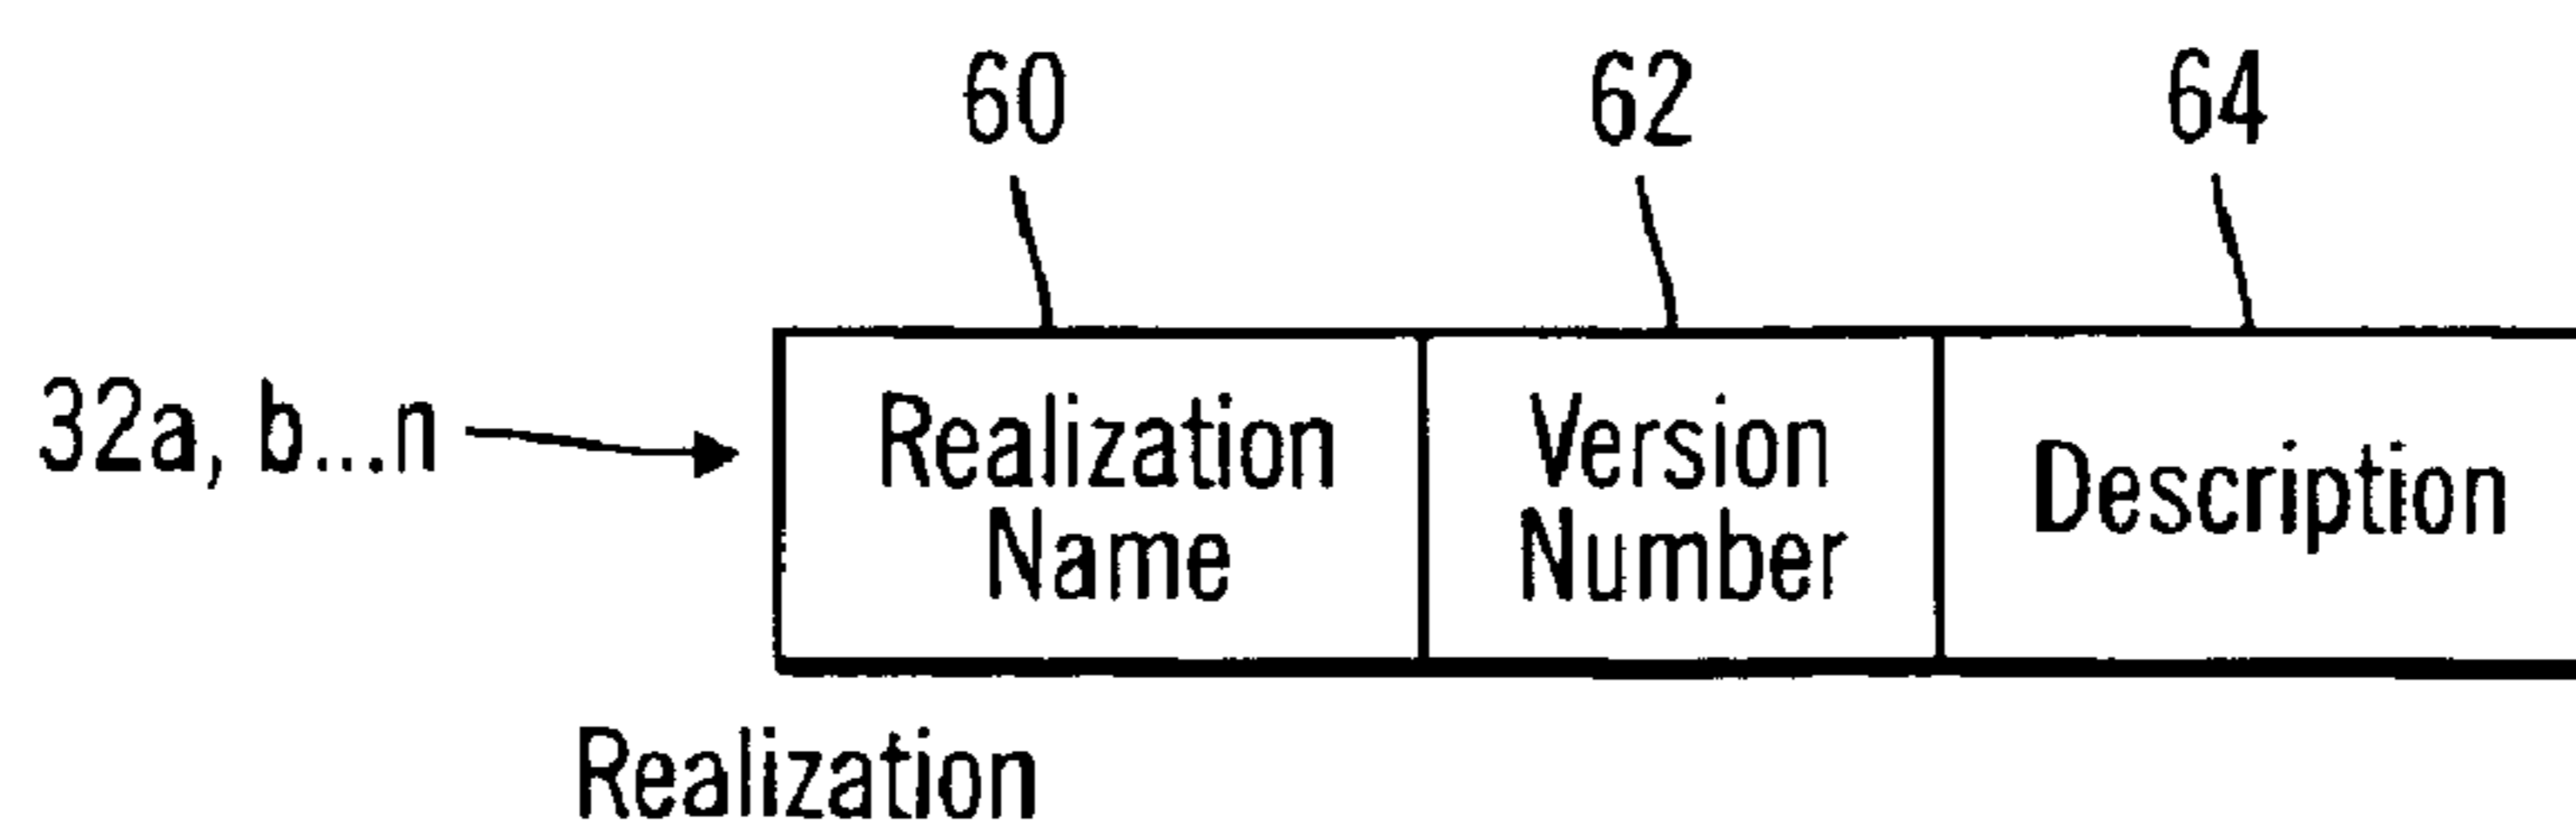 60 62 64
32a, b...n
Realization
Name
Version
Number
Description
Realization